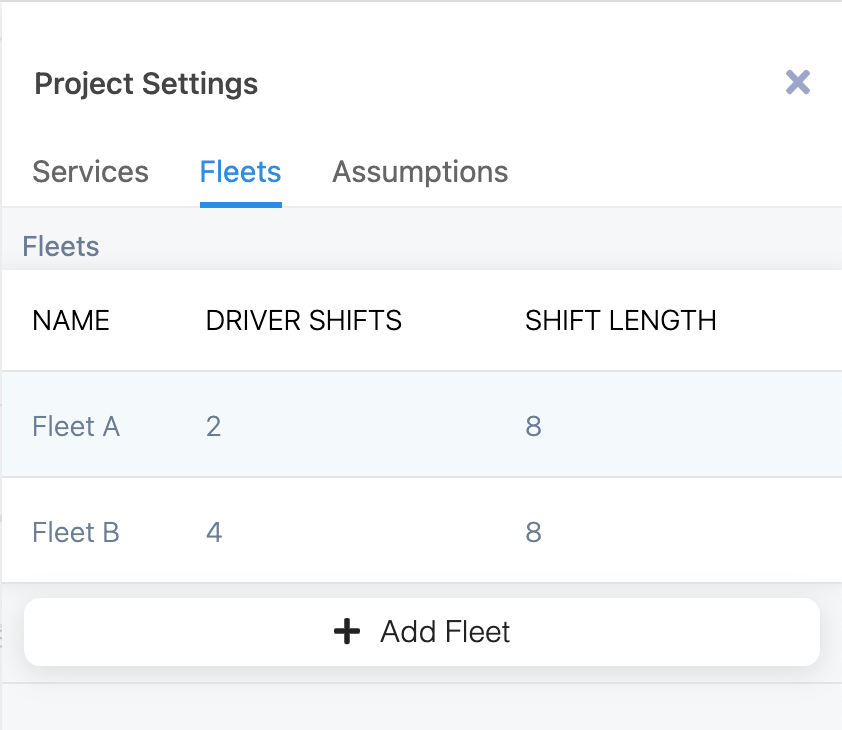 Project Settings
Services Fleets Assumptions
Fleets
NAME DRIVER SHIFTS SHIFT LENGTH
Fleet A 2 8
Fleet B 4 8
Add Fleet